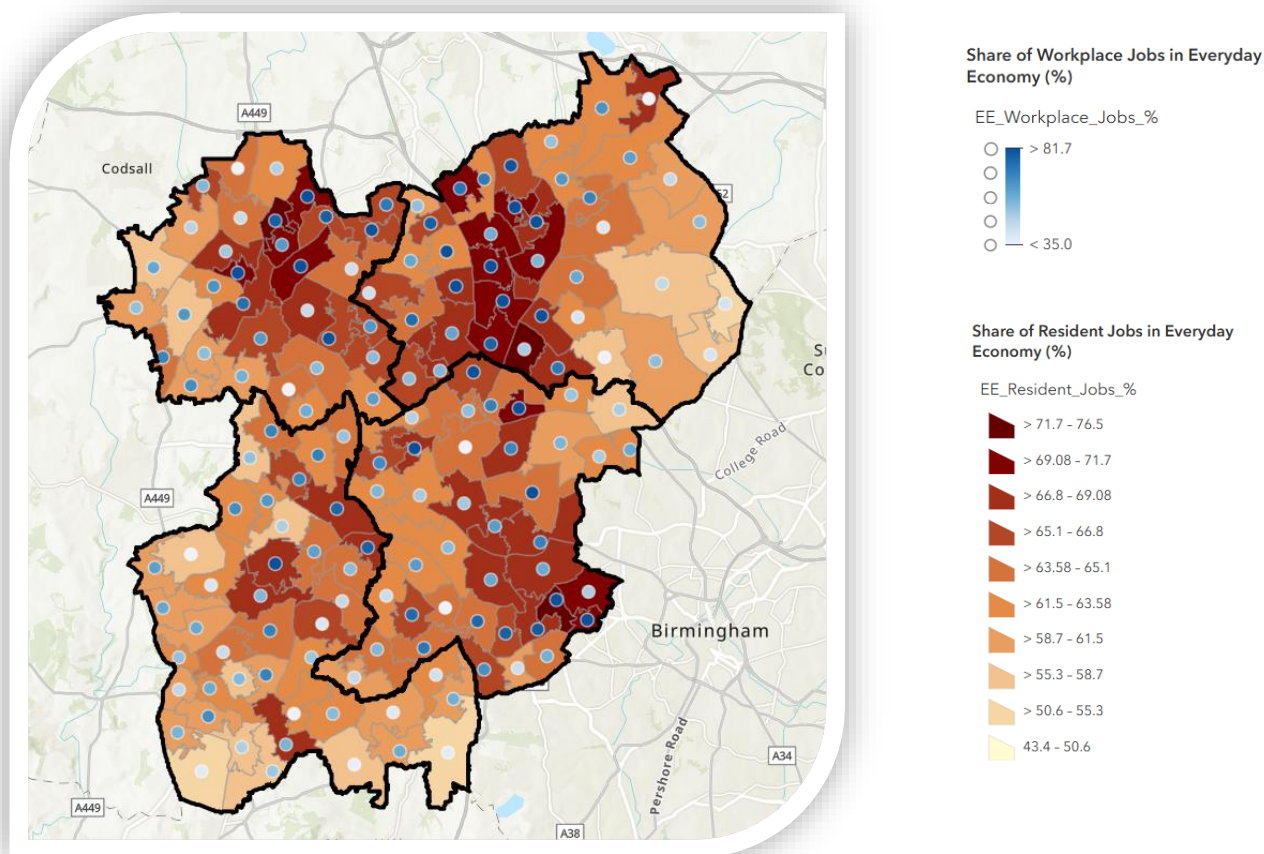 A449
Codsall
A449
A449
College Road
Birmingham
Pershore Road
A34
A38
Share of Workplace Jobs in Everyday
Economy (%)
EE_Workplace_Jobs_%
> 81.7
< 35.0
Share of Resident Jobs in Everyday
Economy (%)
EE_Resident_Jobs_%
> 71.7 - 76.5
> 69.08 - 71.7
> 66.8 - 69.08
> 65.1 - 66.8
> 63.58 - 65.1
> 61.5 - 63.58
> 58.7 - 61.5
> 55.3 - 58.7
> 50.6 - 55.3
43.4 - 50.6